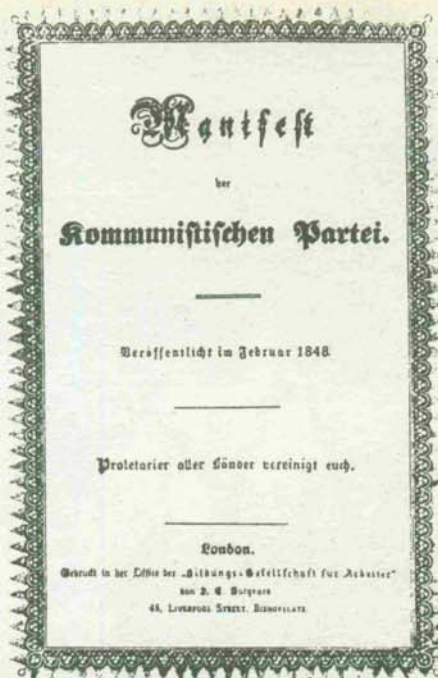 Manifest
der
Kommunistischen Partei.
Veröffentlicht im Februar 1848.
Proletarier aller Länder vereinigt euch.
London.
Gedruckt in der Office der „Bildungs-Gesellschaft für Arbeiter"
von J. E. Burghard
46, LIVERPOOL STREET, BISHOPSGATE